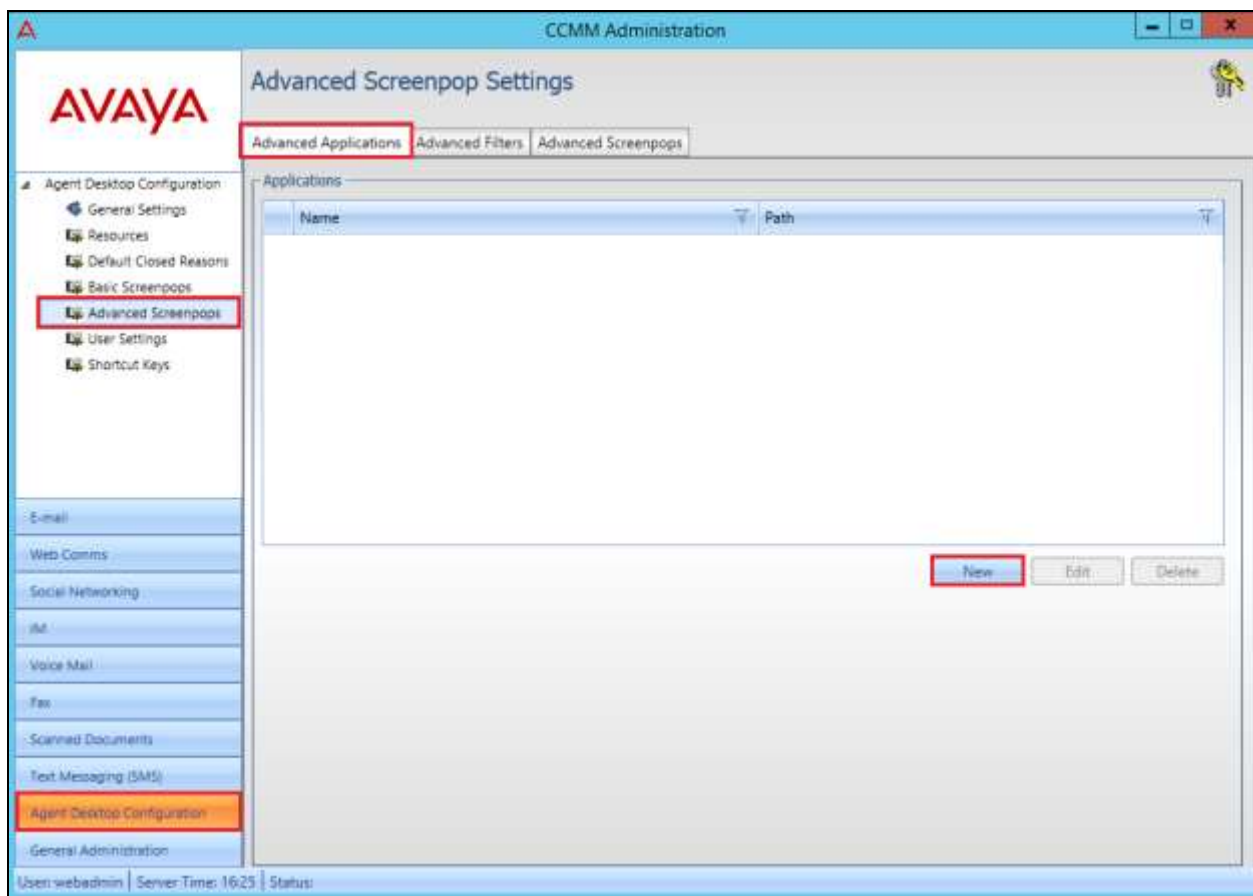 CCMM Administration
AVAYA
Advanced Screenpop Settings
Advanced Applications
Advanced Filters
Advanced Screenpops
Agent Desktop Configuration
General Settings
Resources
Default Closed Reasons
Basic Screenpops
Advanced Screenpops
User Settings
Shortcut Keys
Applications
Name
Path
New
Edit
Delete
E-mail
Web Comms
Social Networking
IM
Voice Mail
Fax
Scanned Documents
Text Messaging (SMS)
Agent Desktop Configuration
General Administration
User: webadmin | Server Time: 16:25 | Status: